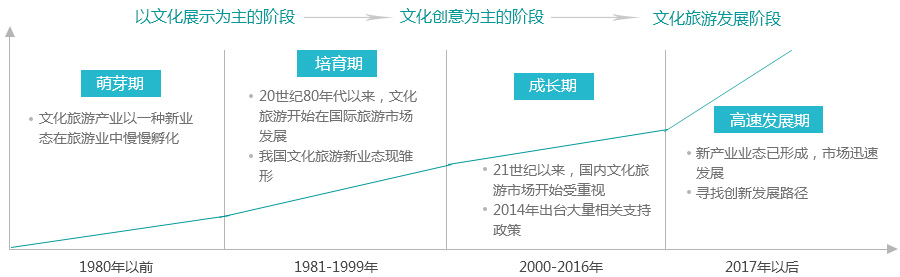 以文化展示为主的阶段
文化创意为主的阶段
文化旅游发展阶段
萌芽期
文化旅游产业以一种新业
态在旅游业中慢慢孵化
培育期
20世纪80年代以来，文化
旅游开始在国际旅游市场
发展
我国文化旅游新业态现雏
形
成长期
21世纪以来，国内文化旅
游市场开始受重视
2014年出台大量相关支持
政策
高速发展期
新产业业态已形成，市场迅速
发展
寻找创新发展路径
1980年以前
1981-1999年
2000-2016年
2017年以后